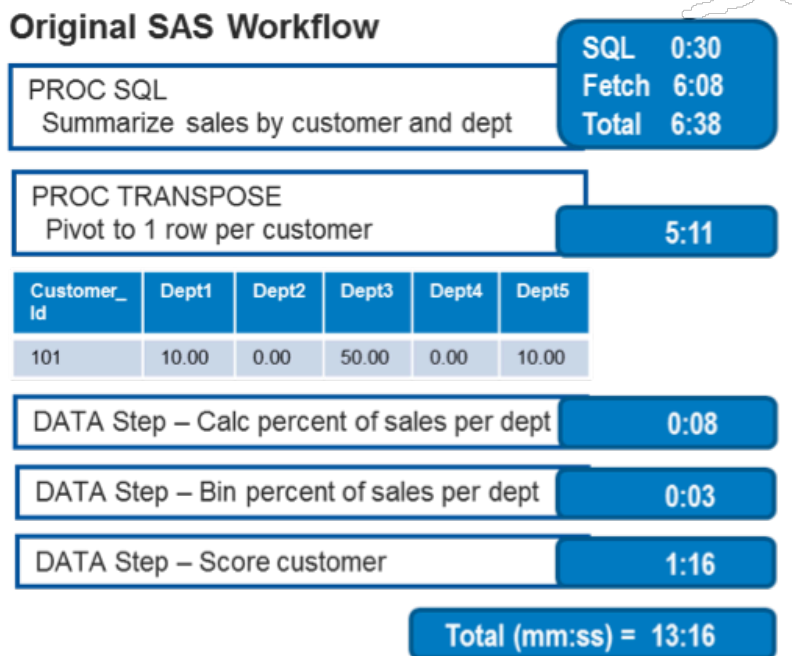 Original SAS Workflow
SQL 0:30
Fetch 6:08
Total 6:38
PROC SQL
Summarize sales by customer and dept
PROC TRANSPOSE
Pivot to 1 row per customer
5:11
Customer_ Dept1 Dept2 Dept3 Dept4 Dept5
Id
101 10.00 0.00 50.00 0.00 10.00
DATA Step – Calc percent of sales per dept 0:08
DATA Step – Bin percent of sales per dept 0:03
DATA Step – Score customer 1:16
Total (mm:ss) = 13:16